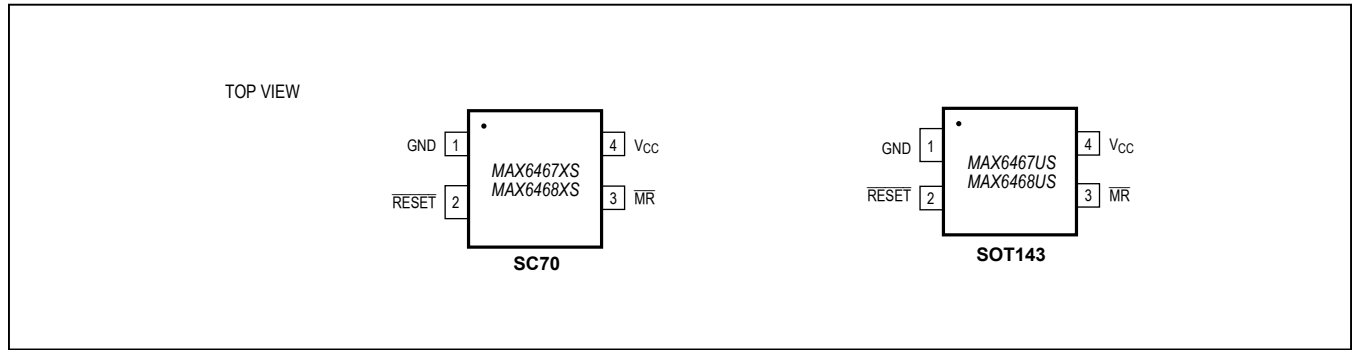 TOP VIEW
GND 1
4 VCC
MAX6467XS
MAX6468XS
RESET 2
3 MR
SC70
GND 1
4 VCC
MAX6467US
MAX6468US
RESET 2
3 MR
SOT143